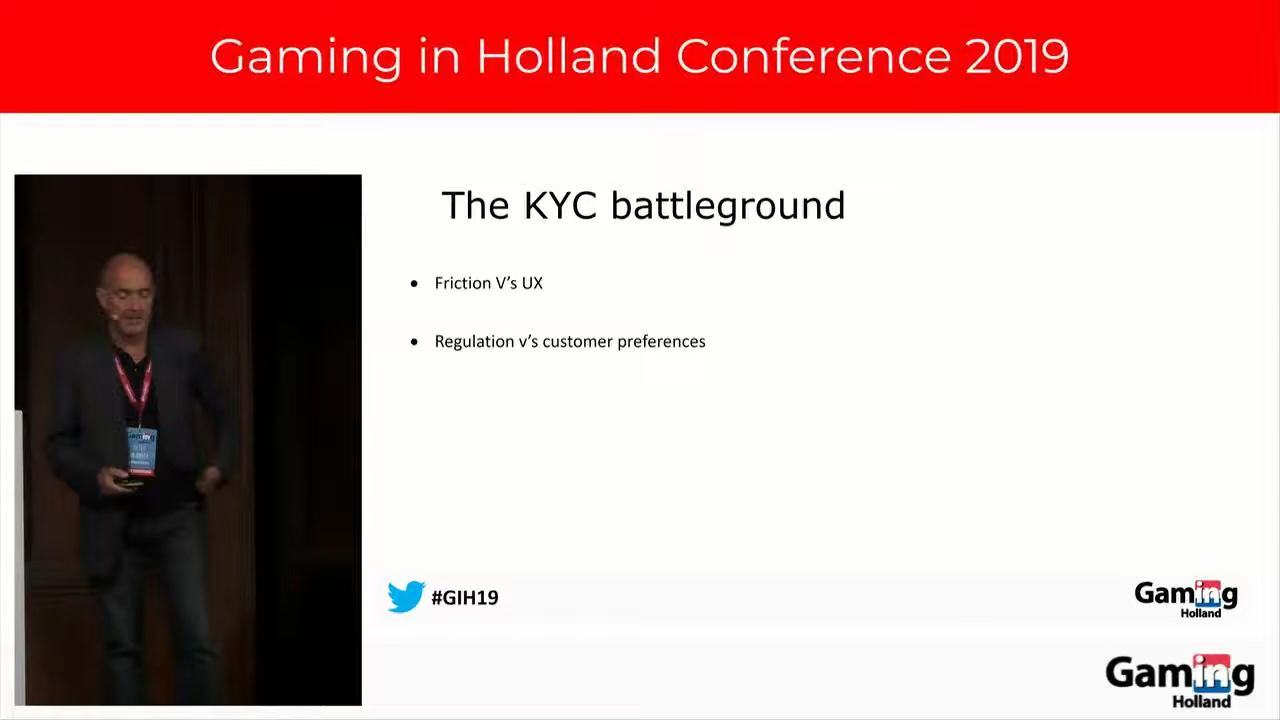 Gaming in Holland Conference 2019
The KYC battleground
• Friction V's UX
• Regulation v's customer preferences
#GIH19
Gaming
Holland
Gaming
Holland